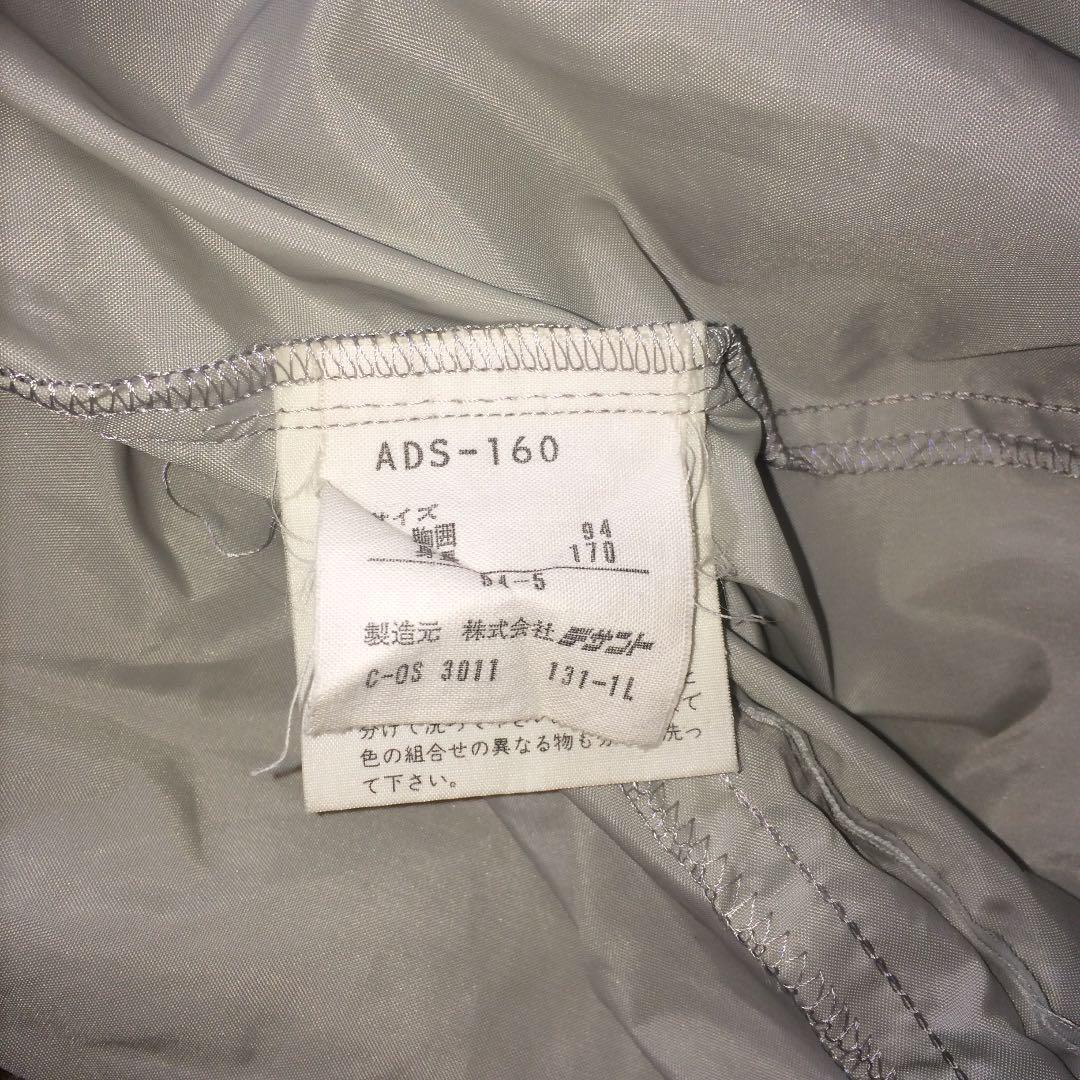 ADS-160
サイズ
胸囲 94
170
製造元 株式会社 デサント
C-OS 3011 131-1L
色の組合せの異なる物も 洗っ
て下さい。